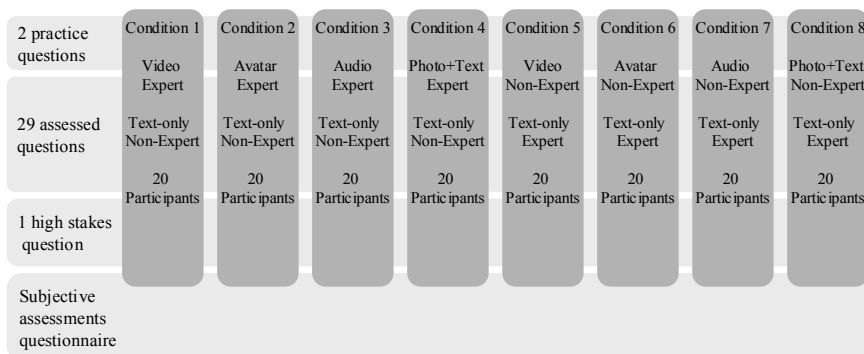 2 practice
questions
29 assessed
questions
1 high stakes
question
Subjective
assessments
questionnaire
Condition 1
Video
Expert
Text-only
Non-Expert
20
Participants
Condition 2
Avatar
Expert
Text-only
Non-Expert
20
Participants
Condition 3
Audio
Expert
Text-only
Non-Expert
20
Participants
Condition 4
Photo+Text
Expert
Text-only
Non-Expert
20
Participants
Condition 5
Video
Non-Expert
Text-only
Expert
20
Participants
Condition 6
Avatar
Non-Expert
Text-only
Expert
20
Participants
Condition 7
Audio
Non-Expert
Text-only
Expert
20
Participants
Condition 8
Photo+Text
Non-Expert
Text-only
Expert
20
Participants